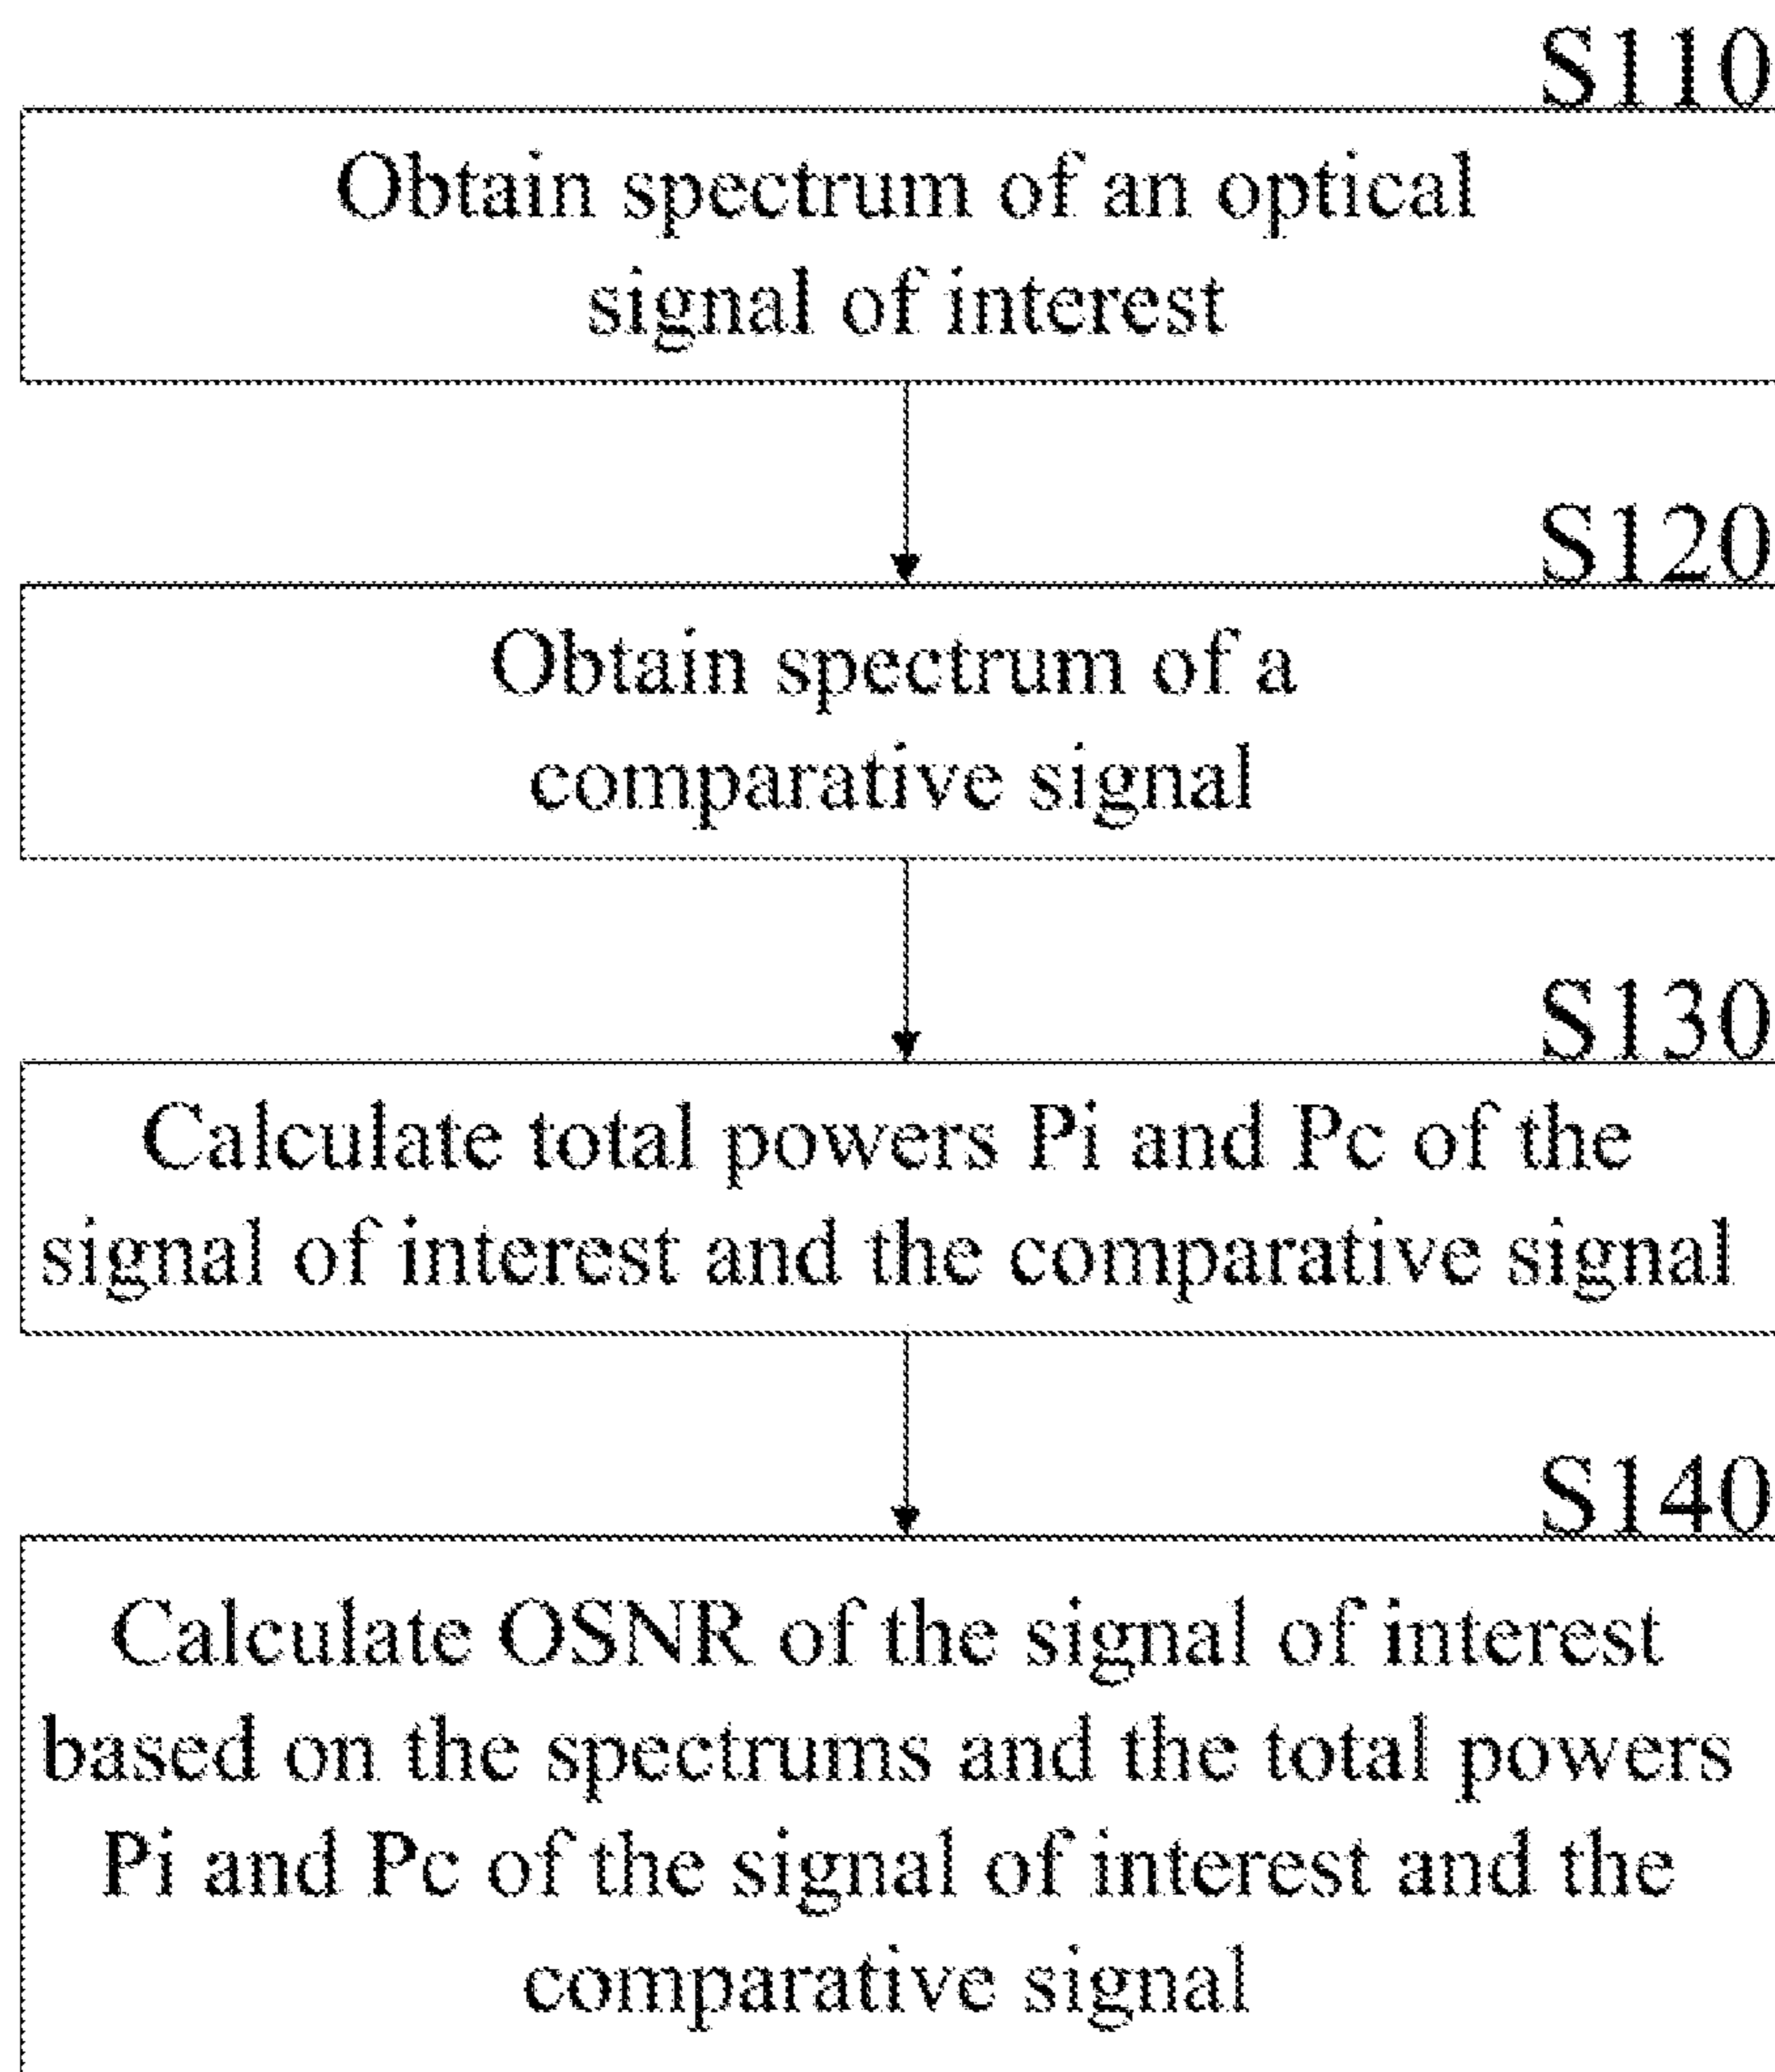 S110
Obtain spectrum of an optical
signal of interest
S120
Obtain spectrum of a
comparative signal
S130
Calculate total powers Pi and Pc of the
signal of interest and the comparative signal
S140
Calculate OSNR of the signal of interest
based on the spectrums and the total powers
Pi and Pc of the signal of interest and the
comparative signal